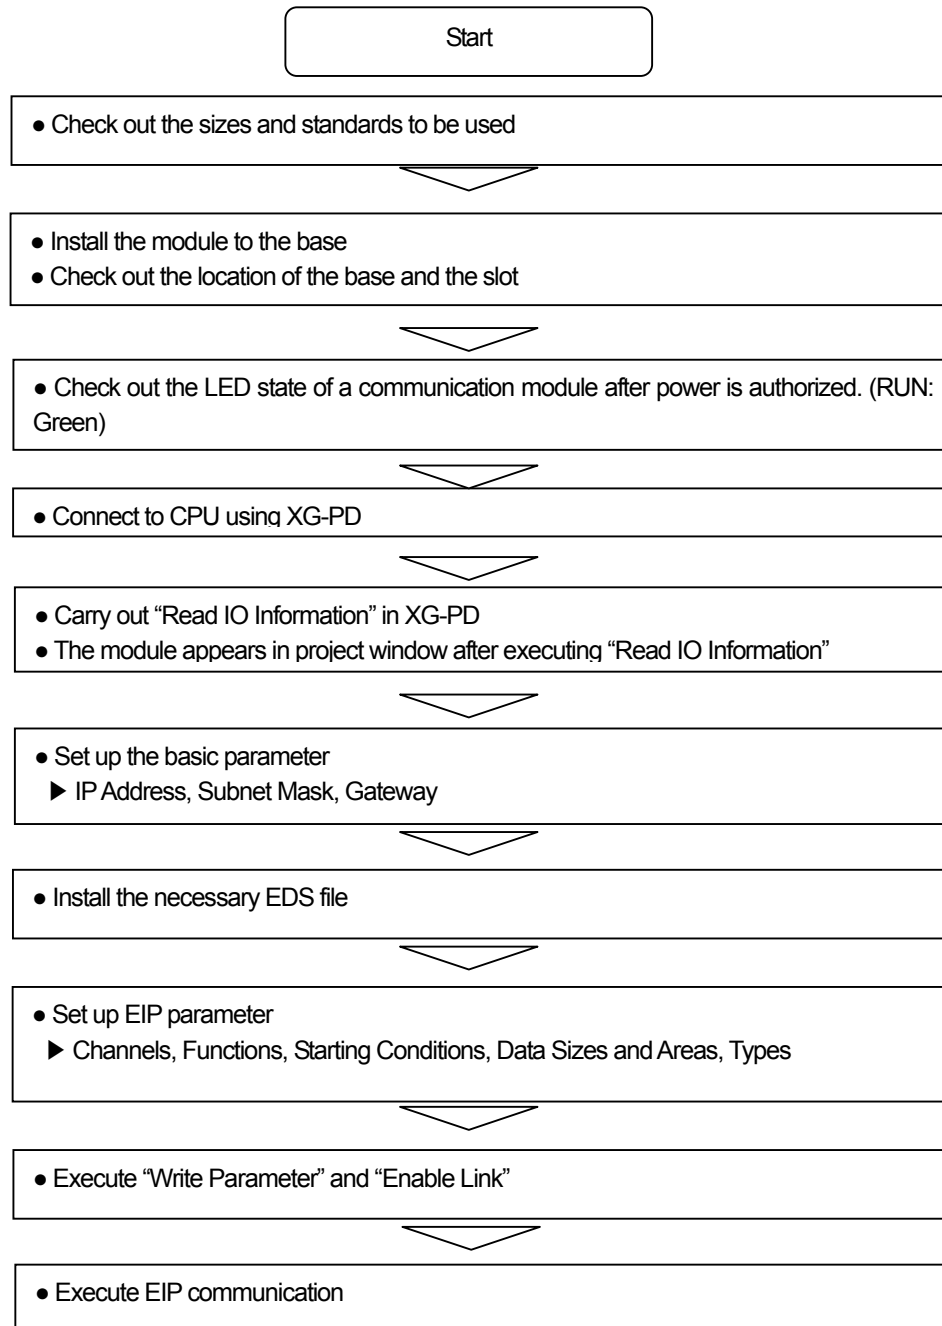 Start
● Check out the sizes and standards to be used
● Install the module to the base
● Check out the location of the base and the slot
● Check out the LED state of a communication module after power is authorized. (RUN:
Green)
● Connect to CPU using XG-PD
● Carry out “Read IO Information” in XG-PD
● The module appears in project window after executing “Read IO Information”
● Set up the basic parameter
▶ IP Address, Subnet Mask, Gateway
● Install the necessary EDS file
● Set up EIP parameter
▶ Channels, Functions, Starting Conditions, Data Sizes and Areas, Types
● Execute “Write Parameter” and “Enable Link”
● Execute EIP communication